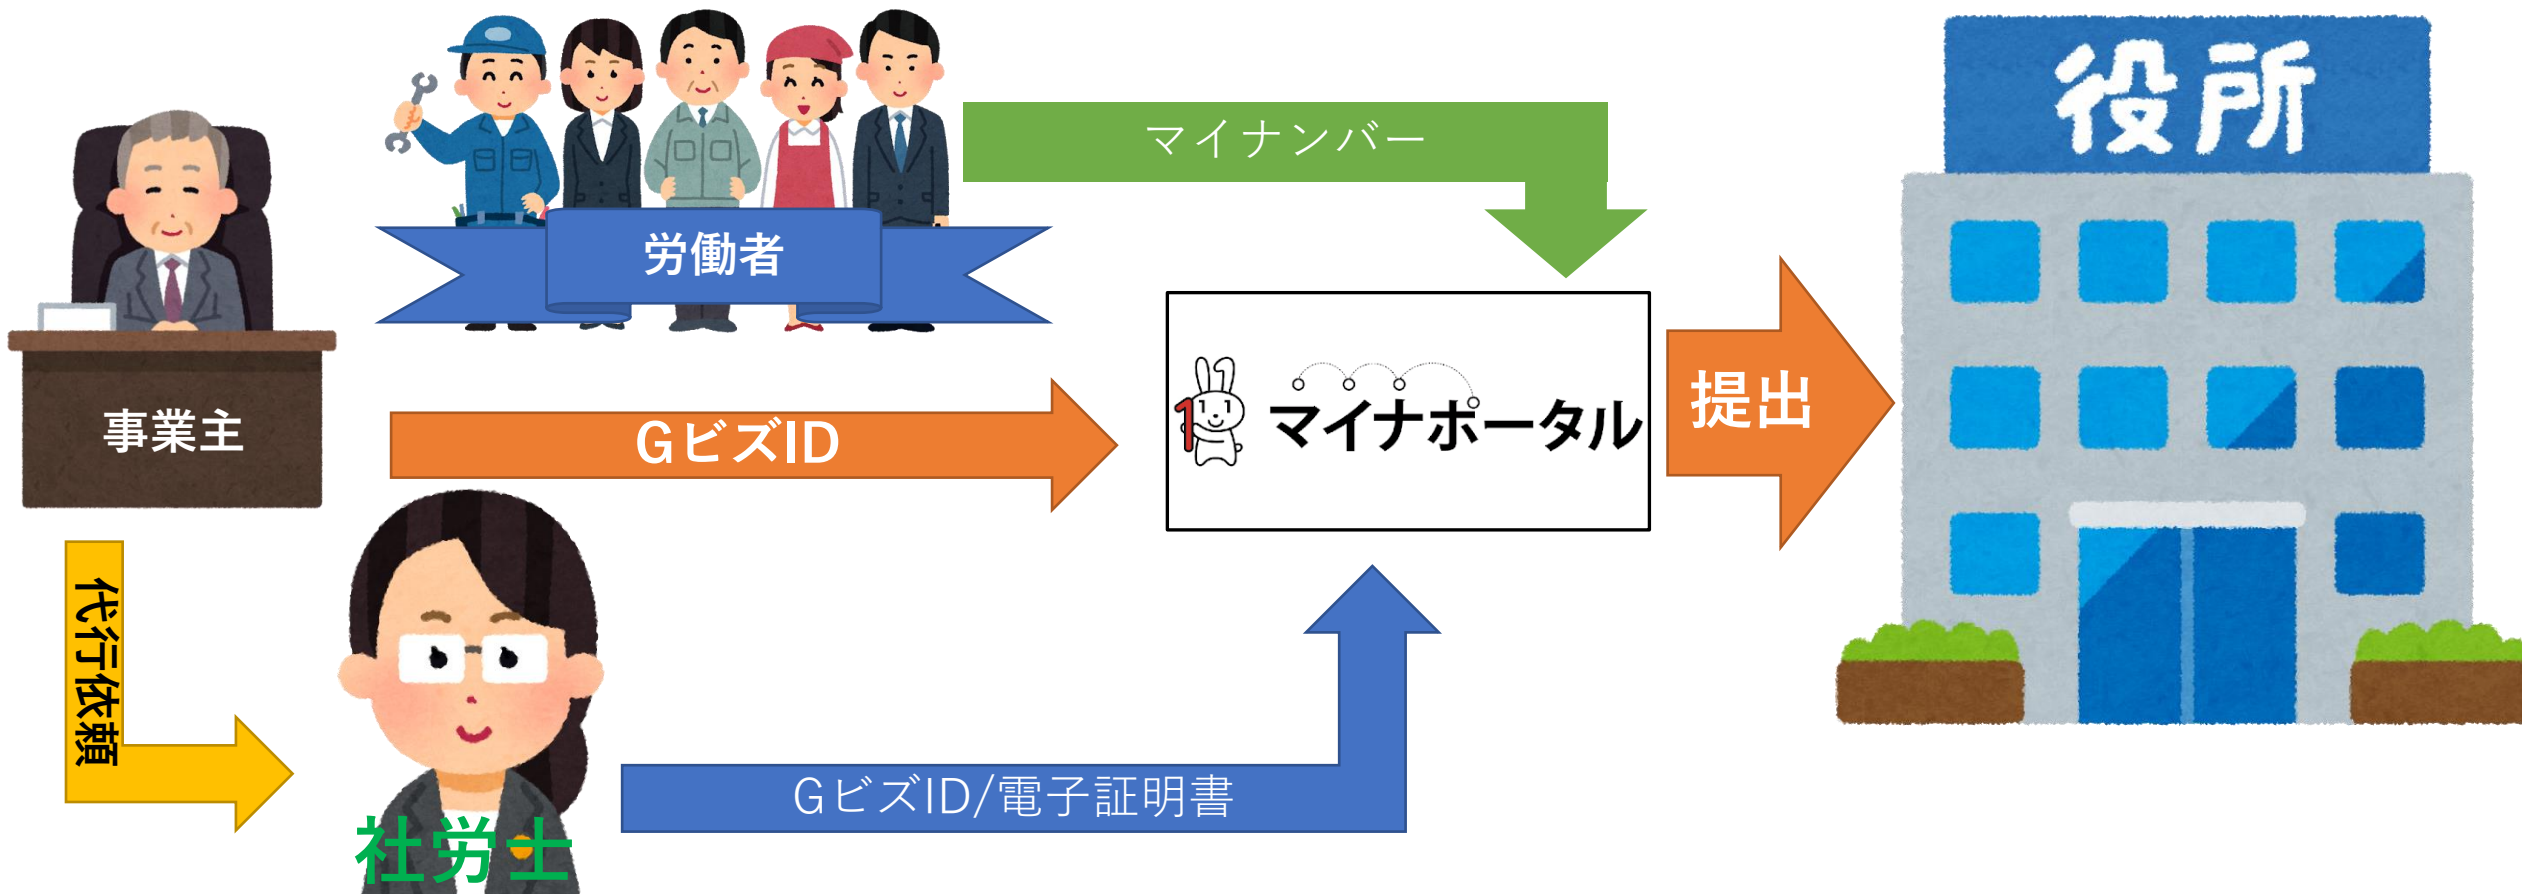 役所
マイナンバー
労働者
事業主
GビズID
1
マイナポータル
提出
代行依頼
GビズID/電子証明書
社労士